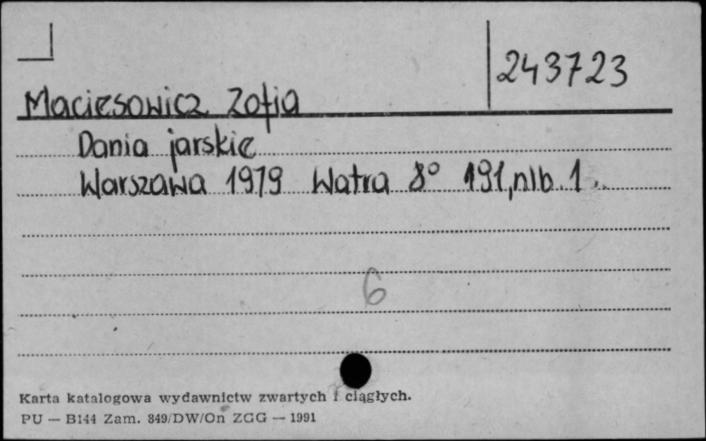 243723
Maciesowicz Zofia
Dania jarskie
Warszawa 1979 Watra 8° 191, nlb. 1.
6
Karta katalogowa wydawnictw zwartych i ciągłych.
PU — B144 Zam. 849/DW/On ZGG — 1991